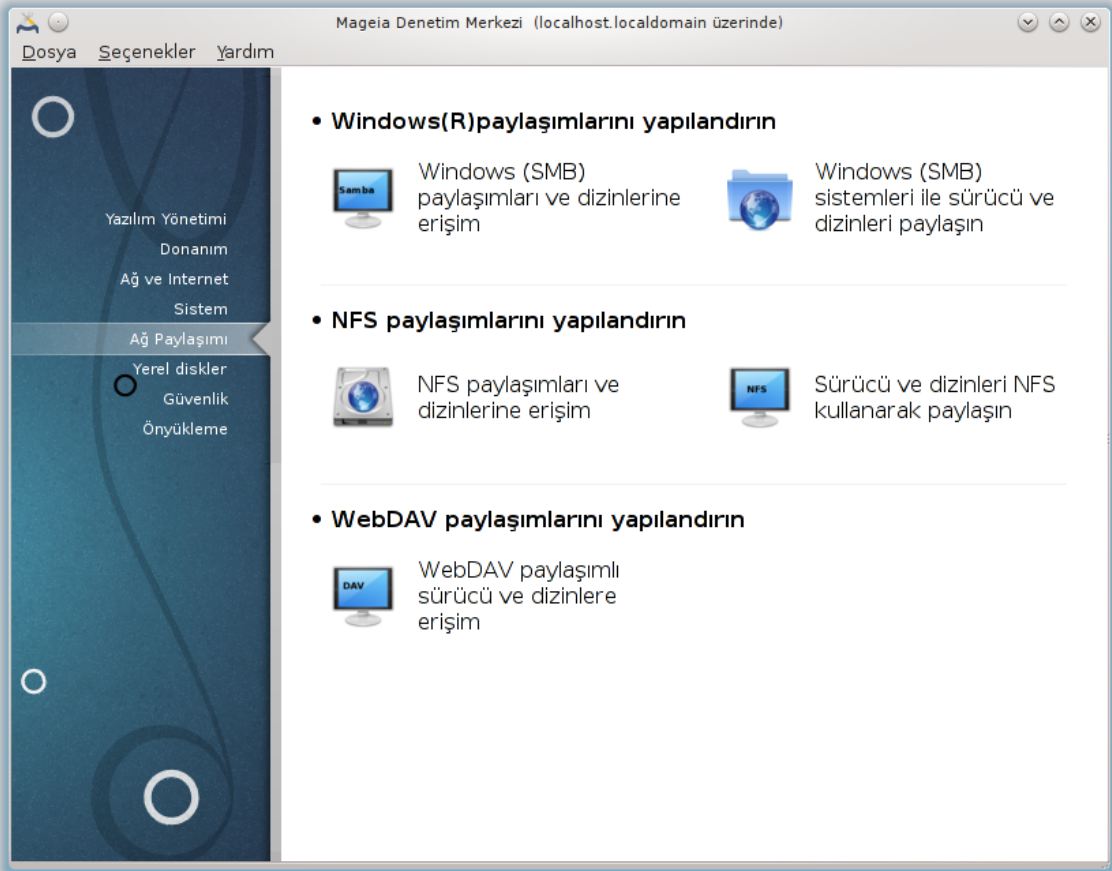 Mageia Denetim Merkezi (localhost.localdomain üzerinde)
Dosya Seçenekler Yardım
Yazılım Yönetimi
Donanım
Ağ ve Internet
Sistem
Ağ Paylaşımı
Yerel diskler
Güvenlik
Önyükleme
• Windows(R)paylaşımlarını yapılandırın
Samba
Windows (SMB)
paylaşımları ve dizinlerine
erişim
Windows (SMB)
sistemleri ile sürücü ve
dizinleri paylaşın
• NFS paylaşımlarını yapılandırın
NFS paylaşımları ve
dizinlerine erişim
NFS
Sürücü ve dizinleri NFS
kullanarak paylaşın
• WebDAV paylaşımlarını yapılandırın
DAV
WebDAV paylaşımlı
sürücü ve dizinlere
erişim